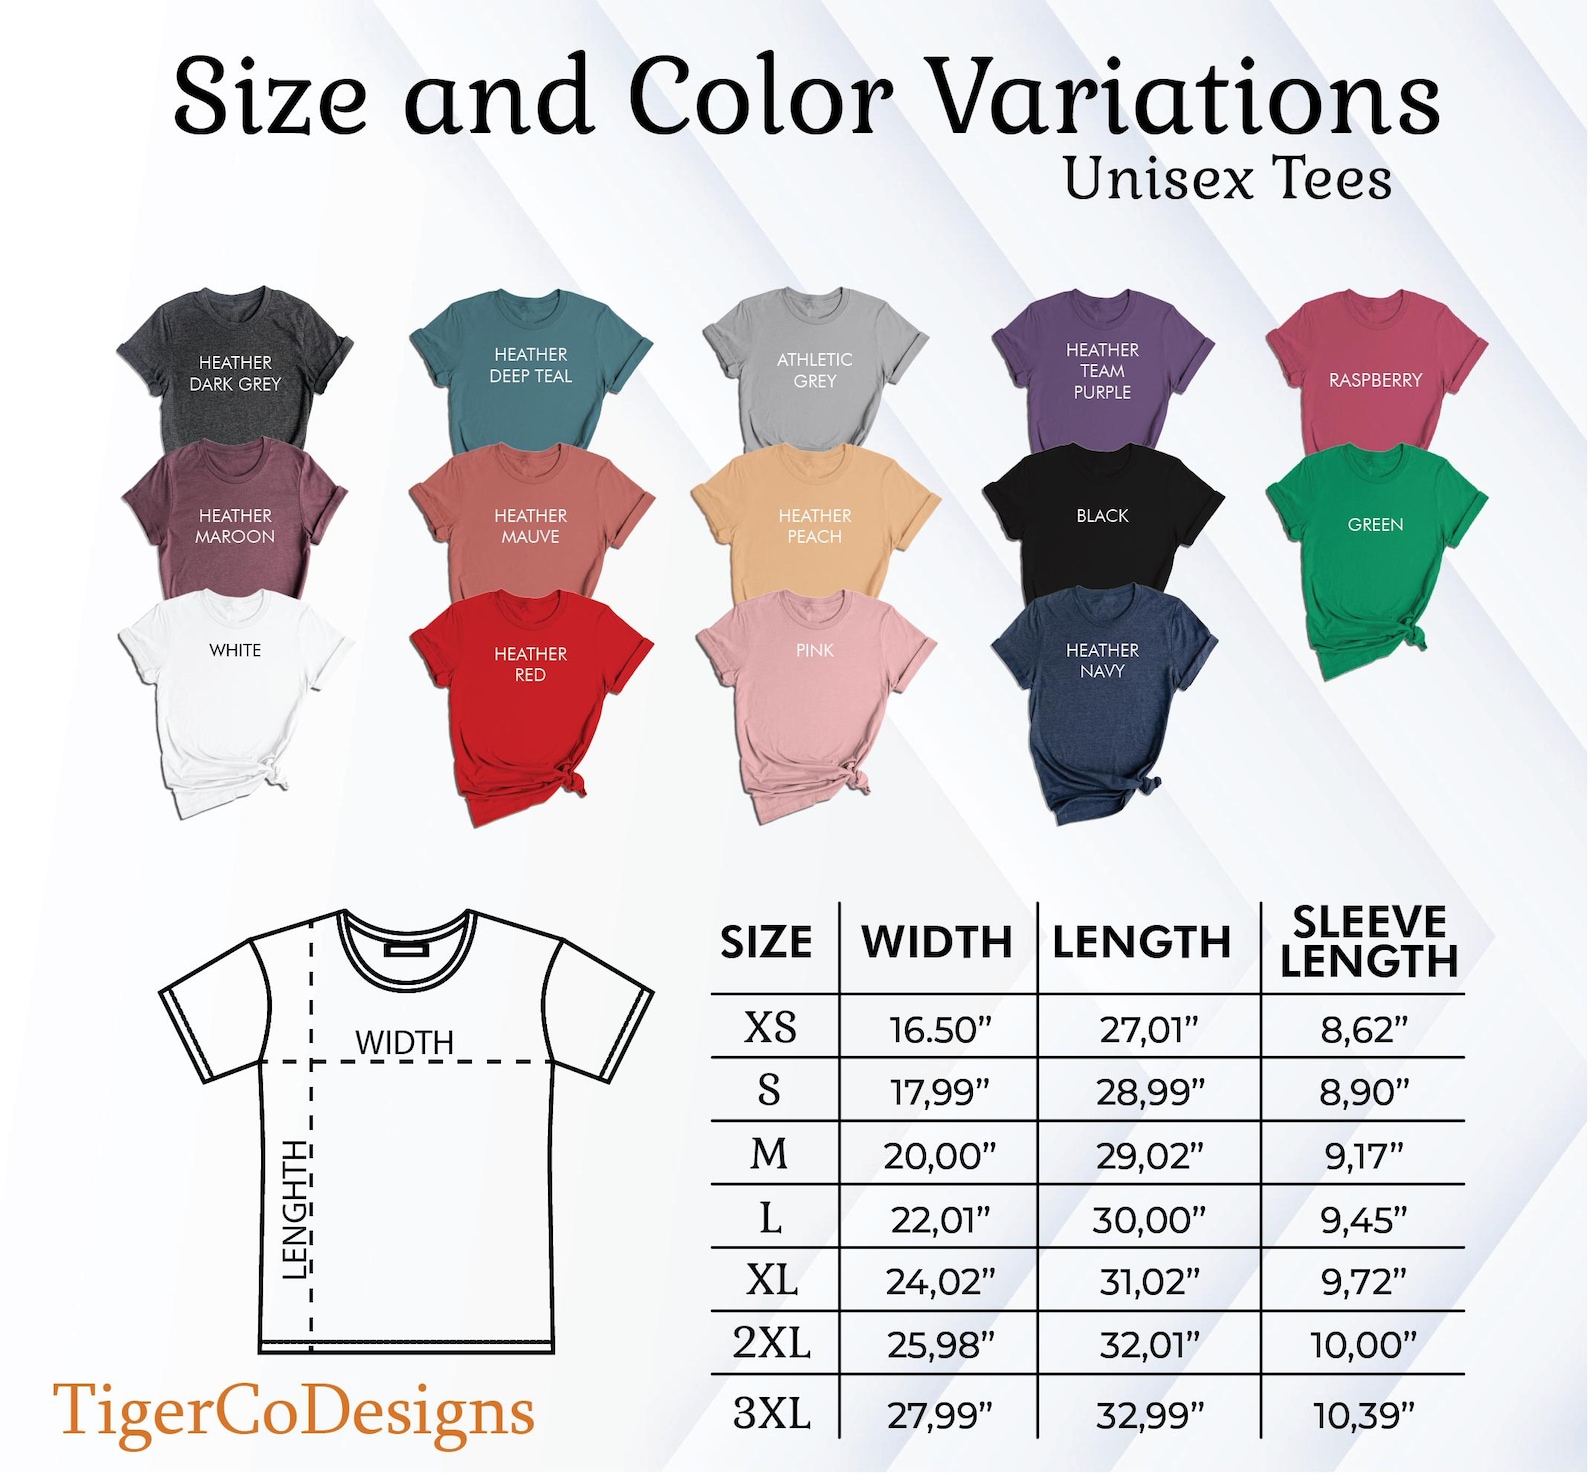 Size and Color Variations
Unisex Tees
HEATHER
DARK GREY
HEATHER
DEEP TEAL
ATHLETIC
GREY
HEATHER
TEAM
PURPLE
RASPBERRY
HEATHER
MAROON
HEATHER
MAUVE
HEATHER
PEACH
BLACK
GREEN
WHITE
HEATHER
RED
PINK
HEATHER
NAVY
WIDTH
LENGHTH
SIZE WIDTH LENGTH SLEEVE LENGTH
XS 16.50” 27,01” 8,62”
S 17,99” 28,99” 8,90”
M 20,00” 29,02” 9,17”
L 22,01” 30,00” 9,45”
XL 24,02” 31,02” 9,72”
2XL 25,98” 32,01” 10,00”
3XL 27,99” 32,99” 10,39”
TigerCoDesigns